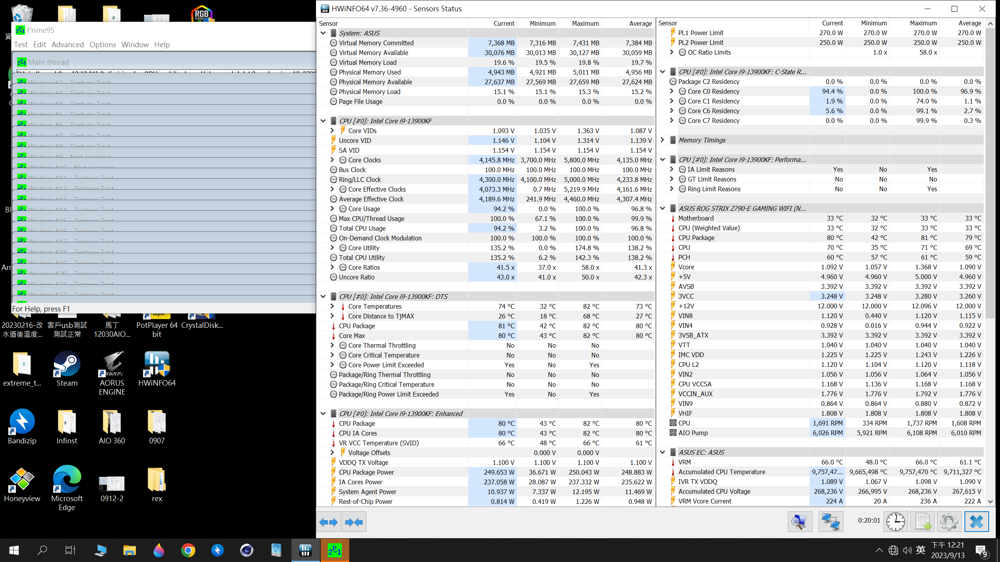 HWiNFO64 v7.36-4960 - Sensors Status
Prime95
Test Edit Advanced Options Window Help
Main thread
Worker #2 - Torture Test
Worker #3 - Torture Test
Worker #4 - Torture Test
Worker #5 - Torture Test
Worker #6 - Torture Test
Worker #7 - Torture Test
Worker #8 - Torture Test
Worker #9 - Not running
Worker #10 - Not running
Worker #11 - Torture Test
Worker #12 - Torture Test
Worker #13 - Torture Test
Worker #14 - Torture Test
Worker #15 - Torture Test
Worker #16 - Torture Test
Worker #17 - Torture Test
Worker #18 - Torture Test
Worker #19 - Torture Test
Worker #20 - Torture Test
Worker #21 - Torture Test
Worker #22 - Torture Test
For Help, press F1
Sensor Current Minimum Maximum Average
System: ASUS
Virtual Memory Committed 7,368 MB 7,316 MB 7,431 MB 7,384 MB
Virtual Memory Available 30,076 MB 30,013 MB 30,127 MB 30,059 MB
Virtual Memory Load 19.6 % 19.5 % 19.8 % 19.7 %
Physical Memory Used 4,943 MB 4,921 MB 5,011 MB 4,956 MB
Physical Memory Available 27,637 MB 27,569 MB 27,659 MB 27,624 MB
Physical Memory Load 15.1 % 15.1 % 15.3 % 15.2 %
Page File Usage 0.0 % 0.0 % 0.0 % 0.0 %
CPU [#0]: Intel Core i9-13900KF
Core VIDs 1.093 V 1.035 V 1.363 V 1.087 V
Uncore VID 1.146 V 1.104 V 1.314 V 1.139 V
SA VID 1.154 V 1.154 V 1.154 V 1.154 V
Core Clocks 4,145.8 MHz 3,700.0 MHz 5,800.0 MHz 4,135.0 MHz
Bus Clock 100.0 MHz 100.0 MHz 100.0 MHz 100.0 MHz
Ring/LLC Clock 4,300.0 MHz 4,100.0 MHz 5,000.0 MHz 4,233.8 MHz
Core Effective Clocks 4,073.3 MHz 0.7 MHz 5,219.9 MHz 4,161.6 MHz
Average Effective Clock 4,189.6 MHz 241.9 MHz 4,460.0 MHz 4,307.4 MHz
Core Usage 94.2 % 0.0 % 100.0 % 96.8 %
Max CPU/Thread Usage 100.0 % 67.1 % 100.0 % 99.9 %
Total CPU Usage 94.2 % 3.2 % 100.0 % 96.8 %
On-Demand Clock Modulation 100.0 % 100.0 % 100.0 % 100.0 %
Core Utility 135.2 % 0.0 % 174.8 % 138.2 %
Total CPU Utility 135.2 % 6.2 % 142.3 % 138.2 %
Core Ratios 41.5 x 37.0 x 58.0 x 41.3 x
Uncore Ratio 43.0 x 41.0 x 50.0 x 42.3 x
CPU [#0]: Intel Core i9-13900KF: DTS
Core Temperatures 74 °C 32 °C 82 °C 73 °C
Core Distance to TjMAX 26 °C 18 °C 68 °C 27 °C
CPU Package 81 °C 42 °C 82 °C 80 °C
Core Max 80 °C 43 °C 82 °C 80 °C
Core Thermal Throttling No No No
Core Critical Temperature No No No
Core Power Limit Exceeded Yes No Yes
Package/Ring Thermal Throttling No No No
Package/Ring Critical Temperature No No No
Package/Ring Power Limit Exceeded Yes No Yes
CPU [#0]: Intel Core i9-13900KF: Enhanced
CPU Package 80 °C 43 °C 82 °C 80 °C
CPU IA Cores 80 °C 43 °C 82 °C 80 °C
VR VCC Temperature (SVID) 66 °C 48 °C 66 °C 61 °C
Voltage Offsets 0.000 V 0.000 V
VDDQ TX Voltage 1.100 V 1.100 V 1.100 V 1.100 V
CPU Package Power 249.653 W 36.671 W 250.043 W 248.883 W
IA Cores Power 237.058 W 28.087 W 237.332 W 235.622 W
System Agent Power 10.937 W 7.337 W 12.195 W 11.469 W
Rest-of-Chip Power 0.814 W 0.419 W 1.226 W 0.948 W
Sensor Current Minimum Maximum Average
PL1 Power Limit 270.0 W 270.0 W 270.0 W 270.0 W
PL2 Power Limit 250.0 W 250.0 W 250.0 W 250.0 W
OC Ratio Limits 1.0 x 58.0 x
CPU [#0]: Intel Core i9-13900KF: C-State R...
Package C2 Residency 0.0 % 0.0 % 0.0 % 0.0 %
Core C0 Residency 94.4 % 0.0 % 100.0 % 96.9 %
Core C1 Residency 1.9 % 0.0 % 74.0 % 1.1 %
Core C6 Residency 5.6 % 0.0 % 99.1 % 2.7 %
Core C7 Residency 0.0 % 0.0 % 99.9 % 0.3 %
Memory Timings
CPU [#0]: Intel Core i9-13900KF: Performa...
IA Limit Reasons Yes No Yes
GT Limit Reasons No No No
Ring Limit Reasons No No Yes
ASUS ROG STRIX Z790-E GAMING WIFI (N...
Motherboard 33 °C 32 °C 33 °C 33 °C
CPU (Weighted Value) 33 °C 32 °C 33 °C 33 °C
CPU Package 80 °C 42 °C 81 °C 79 °C
CPU 70 °C 35 °C 71 °C 69 °C
PCH 60 °C 57 °C 61 °C 59 °C
Vcore 1.092 V 1.057 V 1.368 V 1.090 V
+5V 4.960 V 4.960 V 5.000 V 4.960 V
AVSB 3.392 V 3.392 V 3.392 V 3.392 V
3VCC 3.248 V 3.248 V 3.280 V 3.260 V
+12V 12.000 V 12.000 V 12.096 V 12.000 V
VIN8 1.120 V 0.440 V 1.120 V 1.115 V
VIN4 0.928 V 0.016 V 0.944 V 0.922 V
3VSB_ATX 3.392 V 3.392 V 3.392 V 3.392 V
VTT 1.040 V 1.040 V 1.040 V 1.040 V
IMC VDD 1.225 V 1.225 V 1.243 V 1.226 V
CPU L2 1.120 V 1.104 V 1.120 V 1.118 V
VIN2 1.056 V 1.056 V 1.064 V 1.056 V
CPU VCCSA 1.168 V 1.136 V 1.168 V 1.168 V
VCCIN_AUX 1.776 V 1.776 V 1.792 V 1.776 V
VIN9 0.864 V 0.864 V 0.880 V 0.872 V
VHIF 1.808 V 1.808 V 1.808 V 1.808 V
CPU 1,691 RPM 334 RPM 1,737 RPM 1,608 RPM
AIO Pump 6,026 RPM 5,921 RPM 6,108 RPM 6,010 RPM
ASUS EC: ASUS
VRM 66.0 °C 48.0 °C 66.0 °C 61.1 °C
Accumulated CPU Temperature 9,757,47... 9,665,498 °C 9,757,470 °C 9,711,327 °C
IVR TX VDDQ 1.089 V 1.067 V 1.098 V 1.090 V
Accumulated CPU Voltage 268,236 V 266,995 V 268,236 V 267,615 V
VRM Vcore Current 224 A 20 A 236 A 222 A
0:20:01
RGB
資
Bl
Arr
20230216-改
水道後溫度...
客戶usb測試
測試正常
馬丁
12030AIO...
PotPlayer 64
bit
CrystalDisk...
extreme_t...
Steam
AORUS
ENGINE
HWiNFO64
Bandizip
Infinst
AIO 360
0907
Honeyview
Microsoft
Edge
0912-2
rex
英
下午 12:21
2023/9/13
9